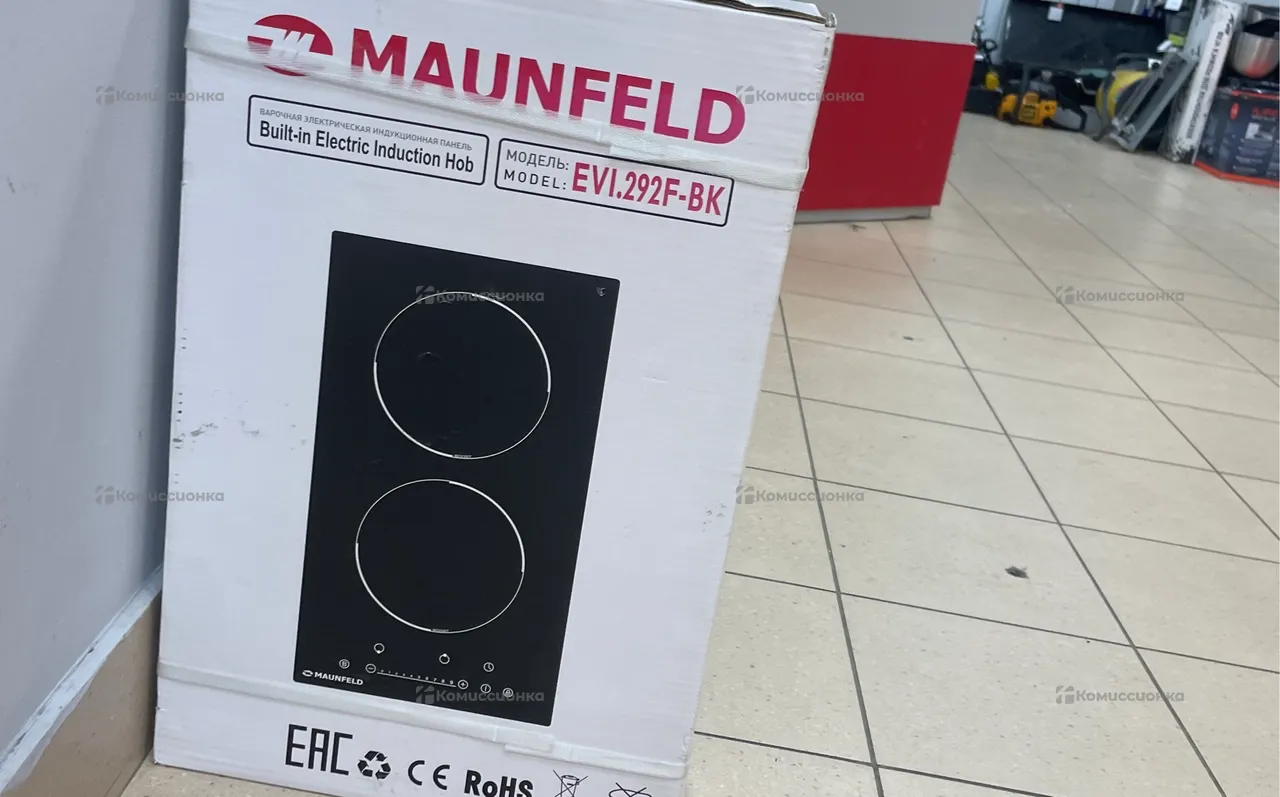 MAUNFELD
ВАРОЧНАЯ ЭЛЕКТРИЧЕСКАЯ ИНДУКЦИОННАЯ ПАНЕЛЬ
Built-in Electric Induction Hob
МОДЕЛЬ:
MODEL: EVI.292F-BK
MAUNFELD
EAC CE RoHS
Комиссионка
Комиссионка
Комиссионка
Комиссионка
Комиссионка
Комиссионка
Комиссионка
Комиссионка